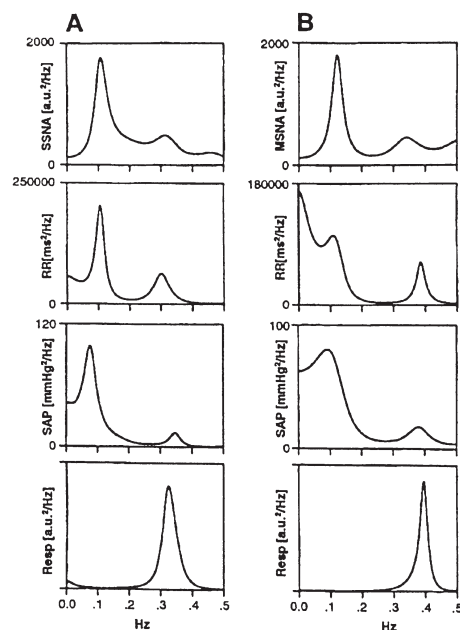 A
B
2000
SSNA [a.u.²/Hz]
0
2000
MSNA [a.u.²/Hz]
0
250000
RR[ms²/Hz]
0
180000
RR[ms²/Hz]
0
120
SAP [mmHg²/Hz]
0
100
SAP [mmHg²/Hz]
0
Resp [a.u.²/Hz]
0.0 .1 .2 .3 .4 .5
Hz
Resp [a.u.²/Hz]
0.0 .1 .2 .3 .4 .5
Hz